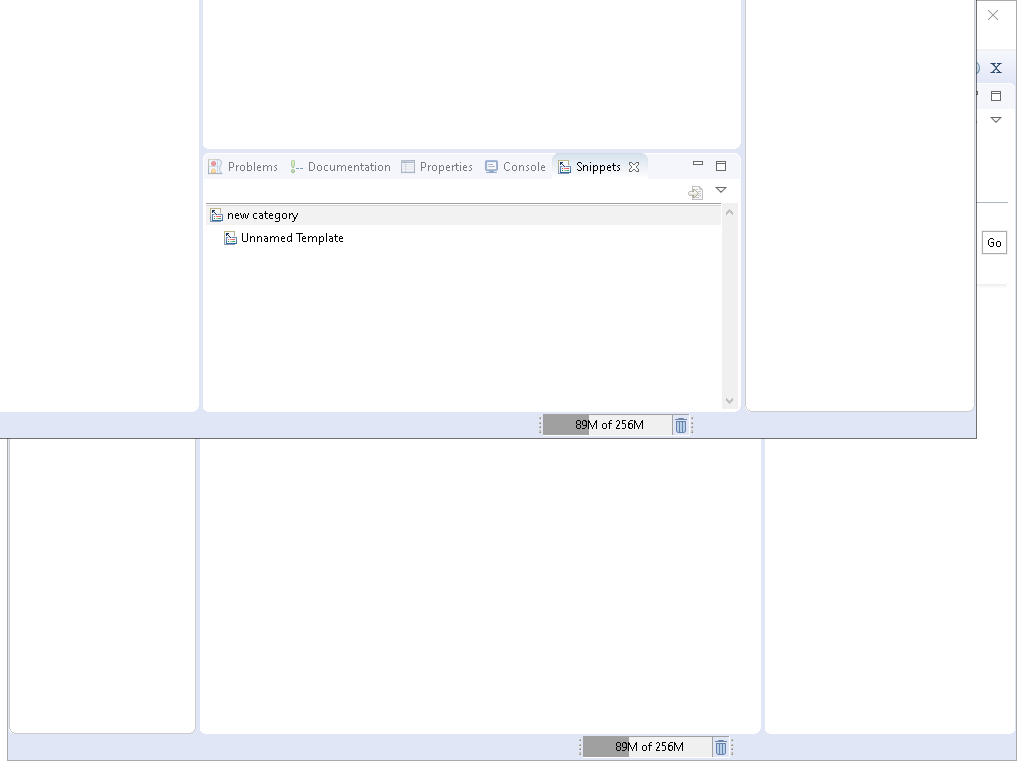 Problems Documentation Properties Console Snippets
new category
Unnamed Template
Go
89M of 256M
89M of 256M